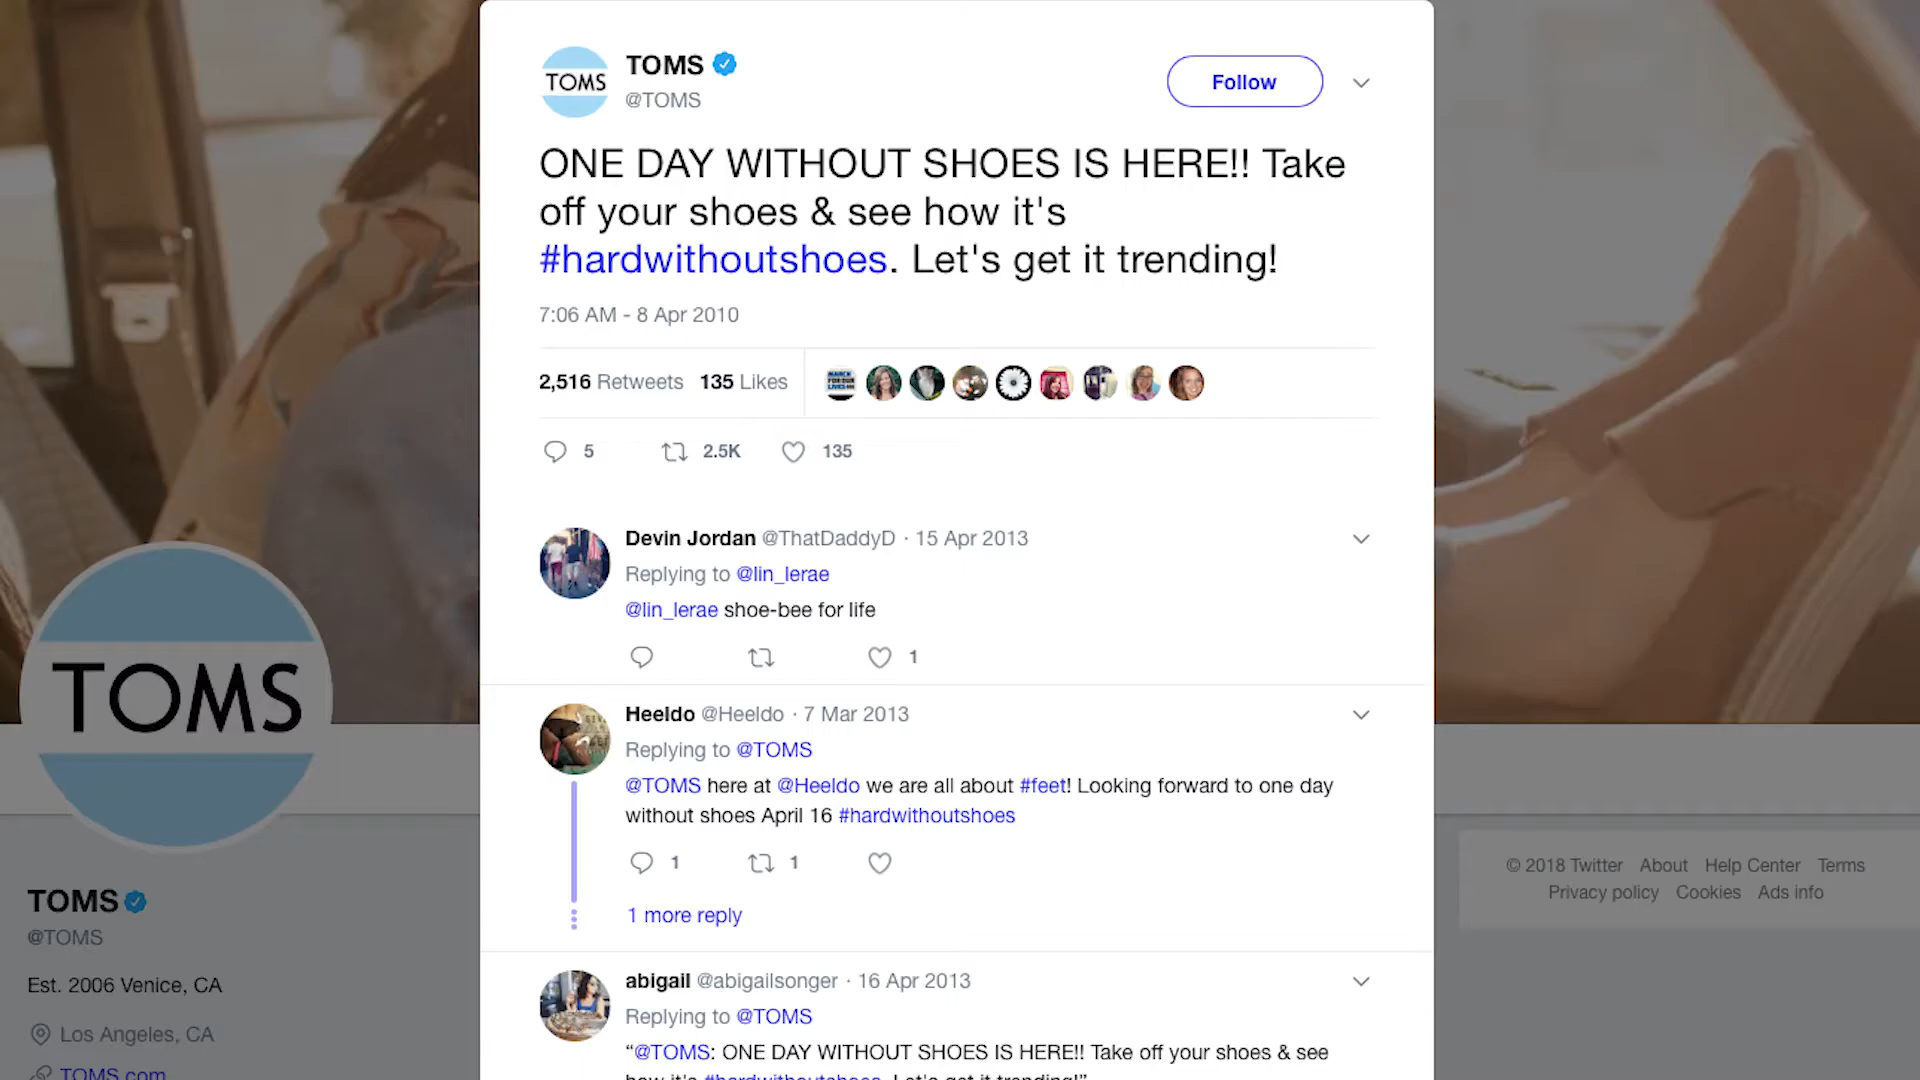 TOMS
TOMS
@TOMS
Follow
ONE DAY WITHOUT SHOES IS HERE!! Take
off your shoes & see how it's
#hardwithoutshoes. Let's get it trending!
7:06 AM - 8 Apr 2010
2,516 Retweets 135 Likes
MARCH
FOR OUR
LIVES
5 2.5K 135
Devin Jordan @ThatDaddyD · 15 Apr 2013
Replying to @lin_lerae
@lin_lerae shoe-bee for life
1
Heeldo @Heeldo · 7 Mar 2013
Replying to @TOMS
@TOMS here at @Heeldo we are all about #feet! Looking forward to one day
without shoes April 16 #hardwithoutshoes
1 1
1 more reply
abigail @abigailsonger · 16 Apr 2013
Replying to @TOMS
“@TOMS: ONE DAY WITHOUT SHOES IS HERE!! Take off your shoes & see
how it's #hardwithoutshoes. Let's get it trending!”
TOMS
TOMS
@TOMS
Est. 2006 Venice, CA
Los Angeles, CA
TOMS.com
© 2018 Twitter About Help Center Terms
Privacy policy Cookies Ads info